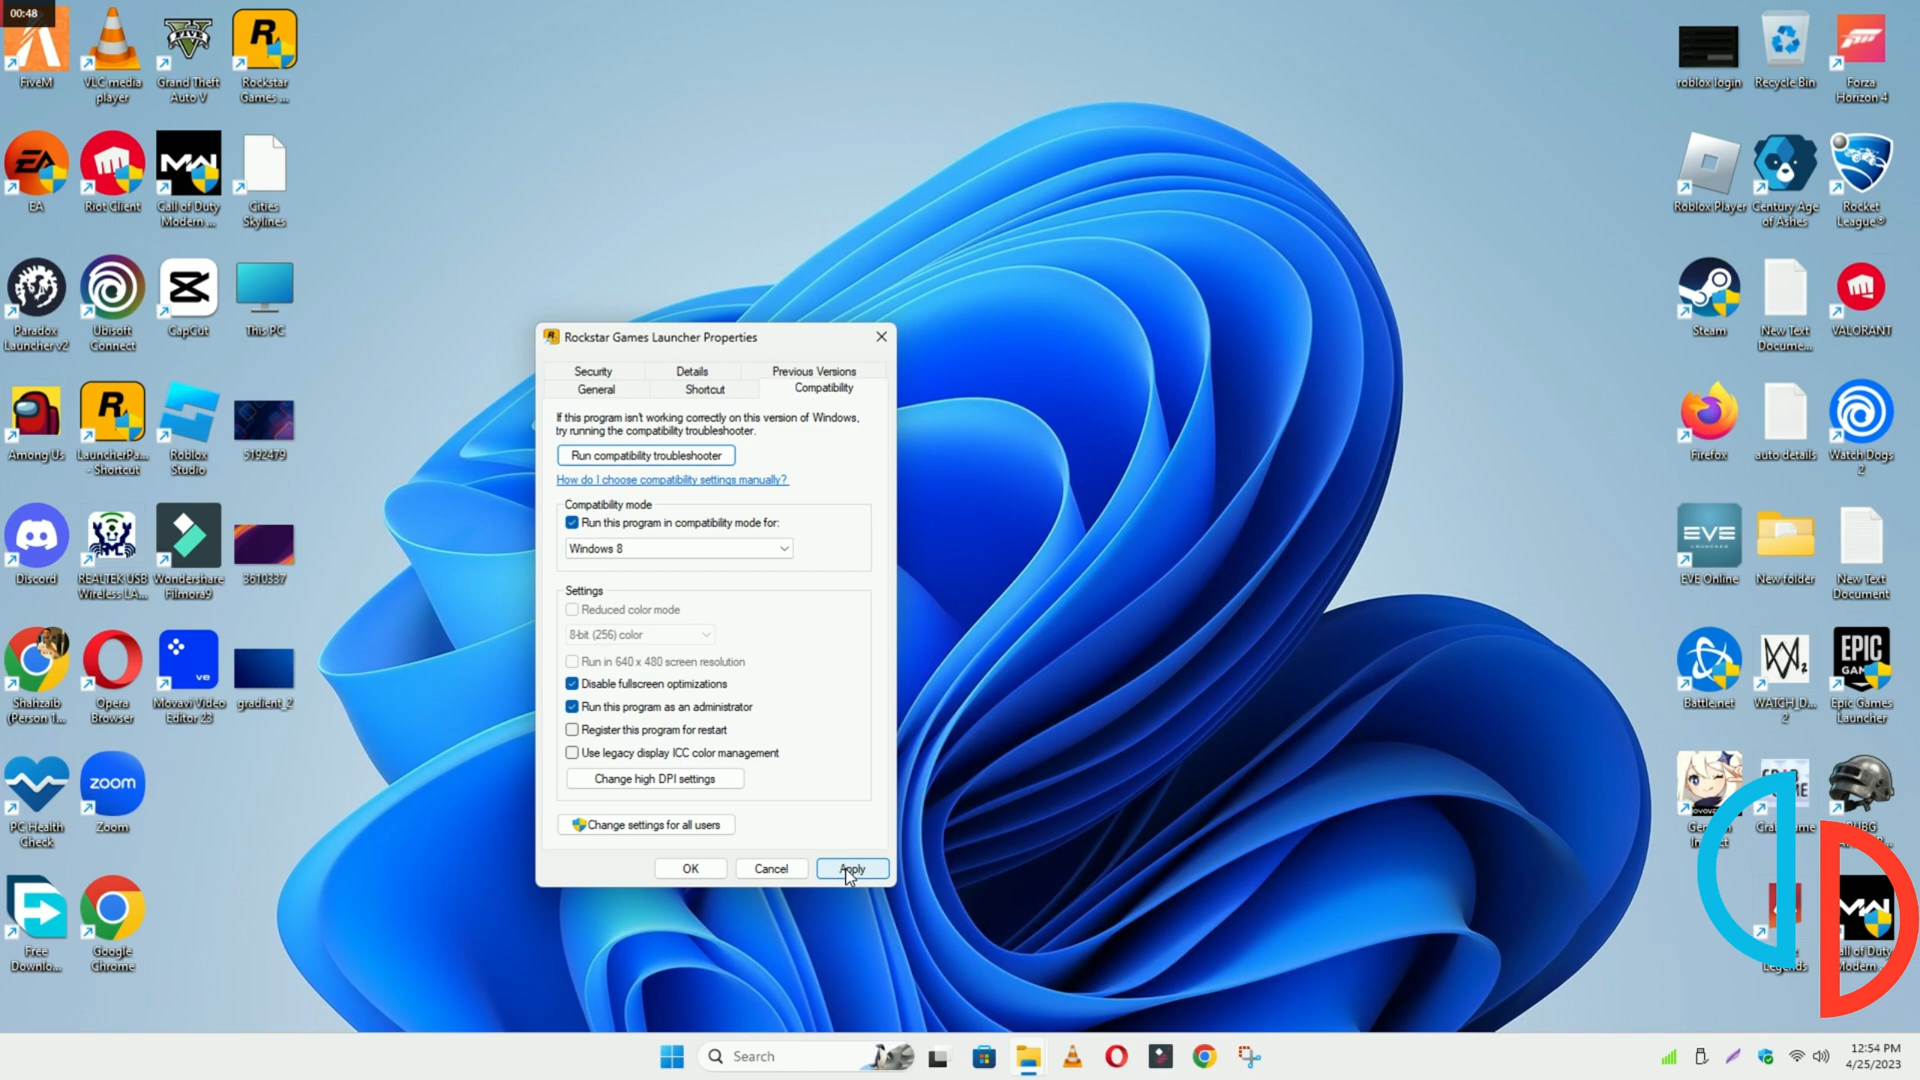 00:48
FiveM
VLC media
player
Grand Theft
Auto V
Rockstar
Games ...
roblox login
Recycle Bin
Forza
Horizon 4
EA
Riot Client
Call of Duty
Modern ...
Cities
Skylines
Roblox Player
Century Age
of Ashes
Rocket
League®
Paradox
Launcher v2
Ubisoft
Connect
CapCut
This PC
Steam
New Text
Docume...
VALORANT
Among Us
LauncherPa...
- Shortcut
Roblox
Studio
5192479
Firefox
auto details
Watch Dogs
2
Discord
REALTEK USB
Wireless LA...
Wondershare
Filmora9
3610337
EVE Online
New folder
New Text
Document
Shahzaib
(Person 1...
Opera
Browser
Movavi Video
Editor 23
gradient_2
Battle.net
WATCH_D...
2
Epic Games
Launcher
PC Health
Check
Zoom
Free
Downlo...
Google
Chrome
Rockstar Games Launcher Properties
Security
Details
Previous Versions
General
Shortcut
Compatibility
If this program isn't working correctly on this version of Windows,
try running the compatibility troubleshooter.
Run compatibility troubleshooter
How do I choose compatibility settings manually?
Compatibility mode
Run this program in compatibility mode for:
Windows 8
Settings
Reduced color mode
8-bit (256) color
Run in 640 x 480 screen resolution
Disable fullscreen optimizations
Run this program as an administrator
Register this program for restart
Use legacy display ICC color management
Change high DPI settings
Change settings for all users
OK
Cancel
Apply
Search
12:54 PM
4/25/2023